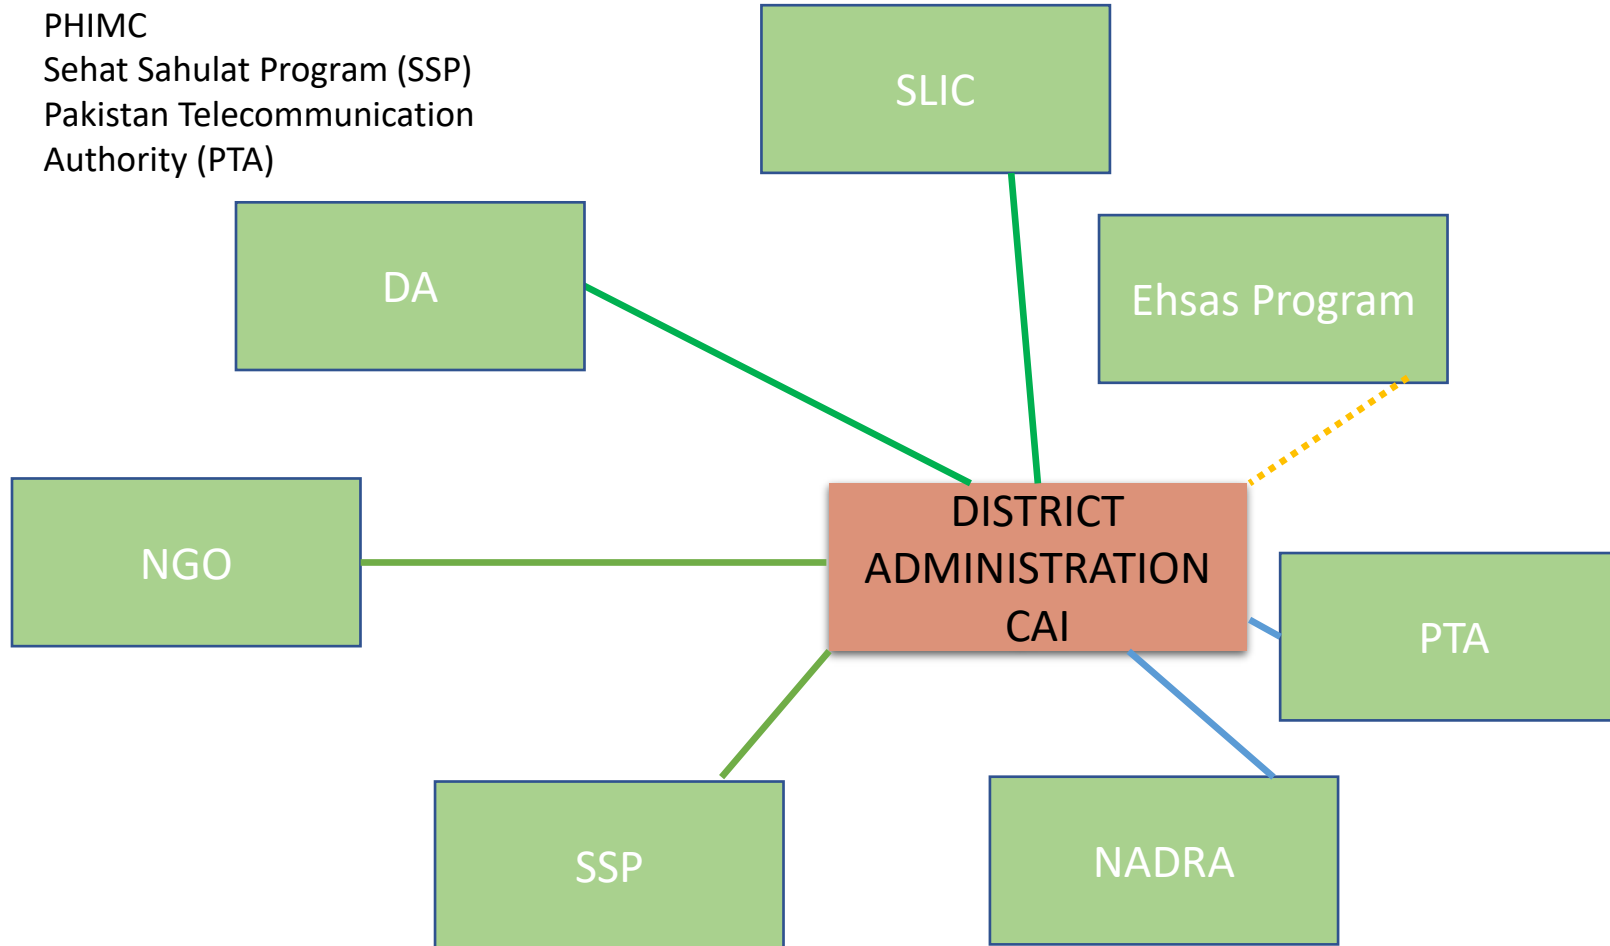 PHIMC
Sehat Sahulat Program (SSP)
Pakistan Telecommunication
Authority (PTA)
SLIC
DA
Ehsas Program
NGO
DISTRICT
ADMINISTRATION
CAI
PTA
SSP
NADRA